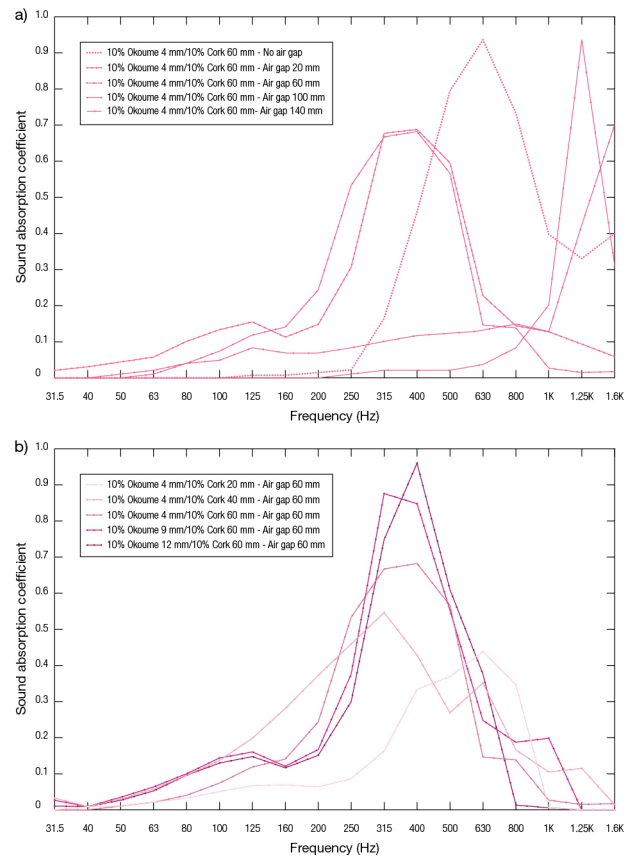 a)
1.0
0.9
0.8
0.7
0.6
0.5
0.4
0.3
0.2
0.1
0
Sound absorption coefficient
10% Okoume 4 mm/10% Cork 60 mm - No air gap
10% Okoume 4 mm/10% Cork 60 mm - Air gap 20 mm
10% Okoume 4 mm/10% Cork 60 mm - Air gap 60 mm
10% Okoume 4 mm/10% Cork 60 mm - Air gap 100 mm
10% Okoume 4 mm/10% Cork 60 mm- Air gap 140 mm
31.5 40 50 63 80 100 125 160 200 250 315 400 500 630 800 1K 1.25K 1.6K
Frequency (Hz)
b)
1.0
0.9
0.8
0.7
0.6
0.5
0.4
0.3
0.2
0.1
0
Sound absorption coefficient
10% Okoume 4 mm/10% Cork 20 mm - Air gap 60 mm
10% Okoume 4 mm/10% Cork 40 mm - Air gap 60 mm
10% Okoume 4 mm/10% Cork 60 mm - Air gap 60 mm
10% Okoume 9 mm/10% Cork 60 mm - Air gap 60 mm
10% Okoume 12 mm/10% Cork 60 mm - Air gap 60 mm
31.5 40 50 63 80 100 125 160 200 250 315 400 500 630 800 1K 1.25K 1.6K
Frequency (Hz)